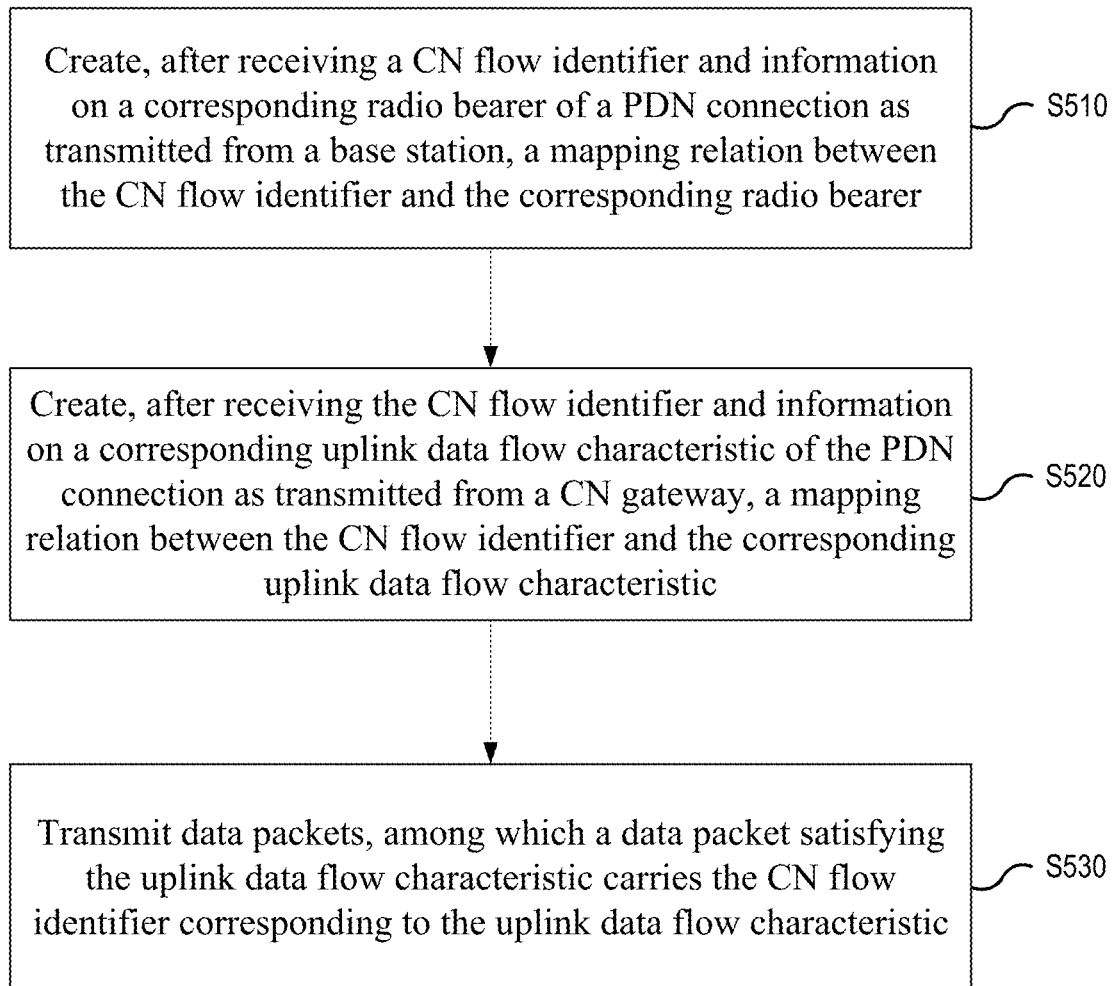 Create, after receiving a CN flow identifier and information
on a corresponding radio bearer of a PDN connection as
transmitted from a base station, a mapping relation between
the CN flow identifier and the corresponding radio bearer
S510
Create, after receiving the CN flow identifier and information
on a corresponding uplink data flow characteristic of the PDN
connection as transmitted from a CN gateway, a mapping
relation between the CN flow identifier and the corresponding
uplink data flow characteristic
S520
Transmit data packets, among which a data packet satisfying
the uplink data flow characteristic carries the CN flow
identifier corresponding to the uplink data flow characteristic
S530